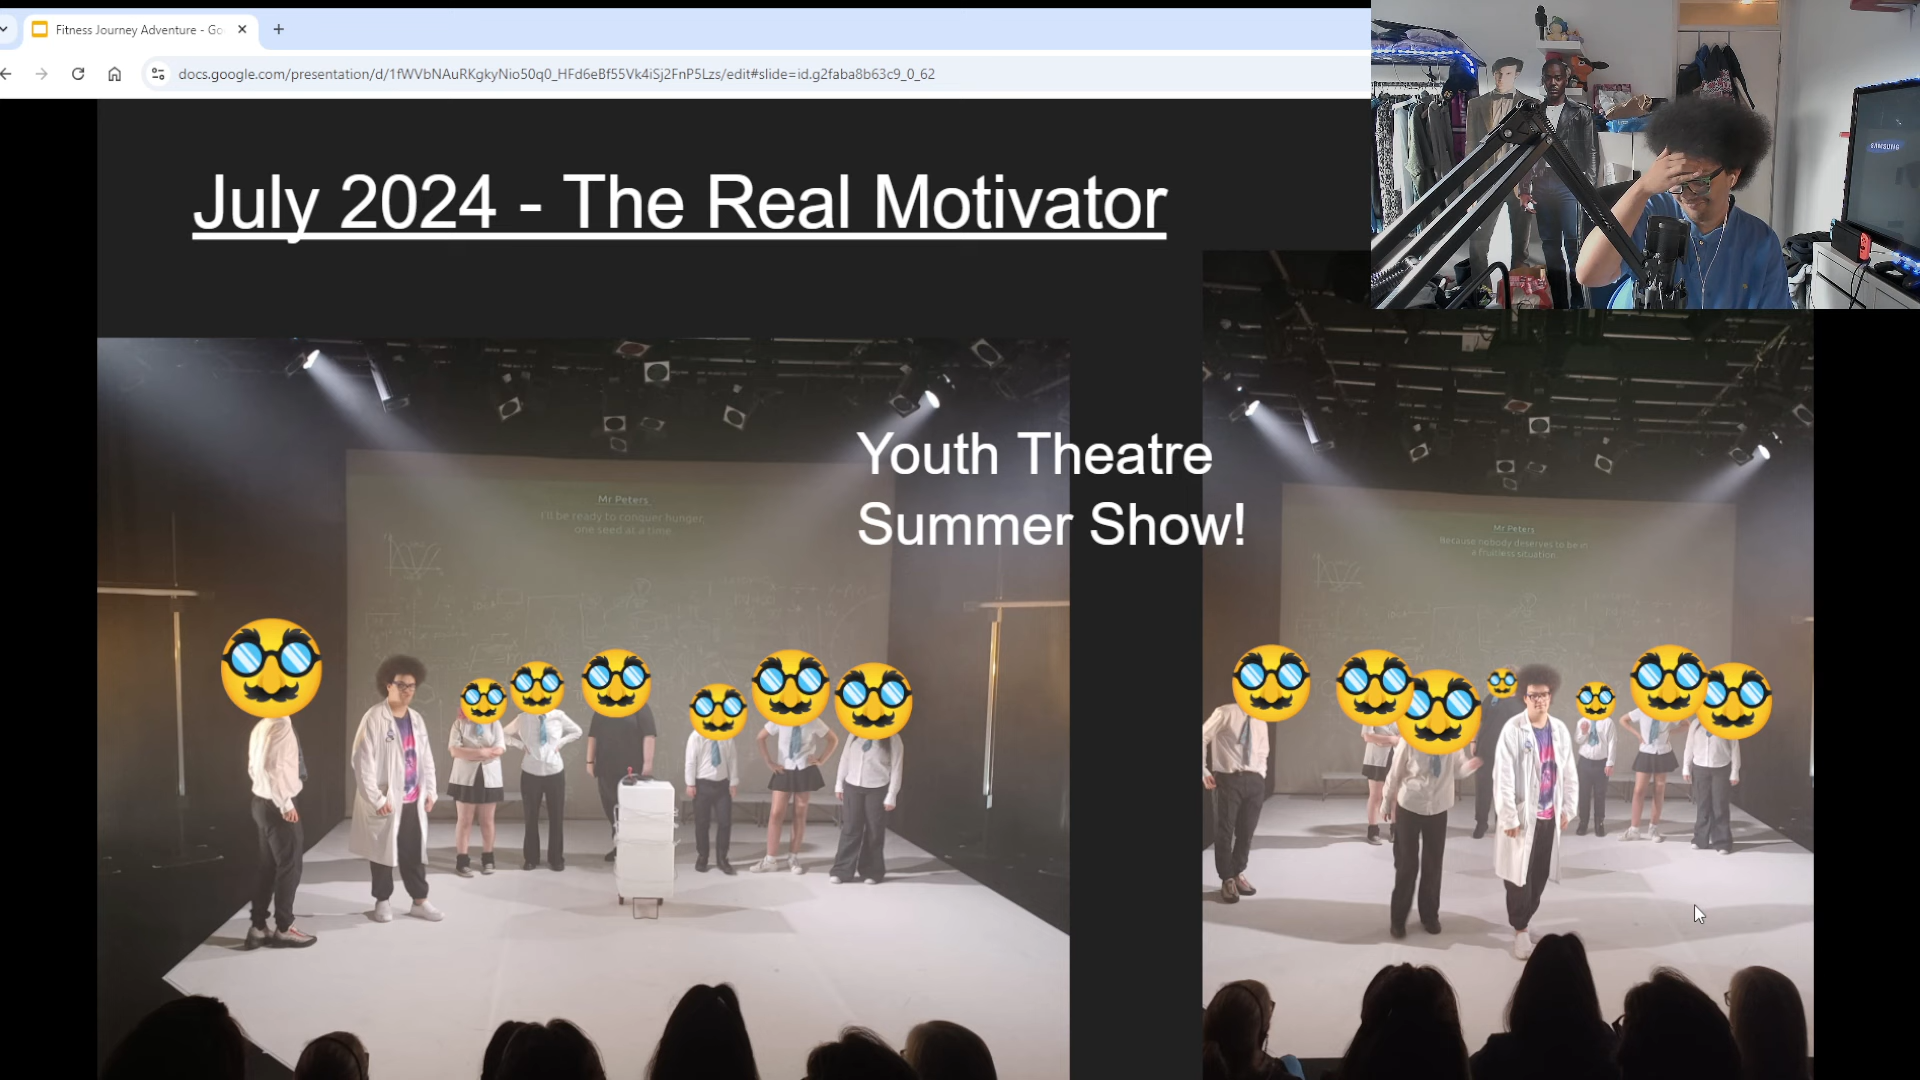 Fitness Journey Adventure - Go
docs.google.com/presentation/d/1fWVbNAuRKgkyNio50q0_HFd6eBf55Vk4iSj2FnP5Lzs/edit#slide=id.g2faba8b63c9_0_62
SAMSUNG
July 2024 - The Real Motivator
Youth Theatre
Summer Show!
Mr Peters
I'll be ready to conquer hunger,
one seed at a time.
Mr Peters
Because nobody deserves to be in
a fruitless situation.